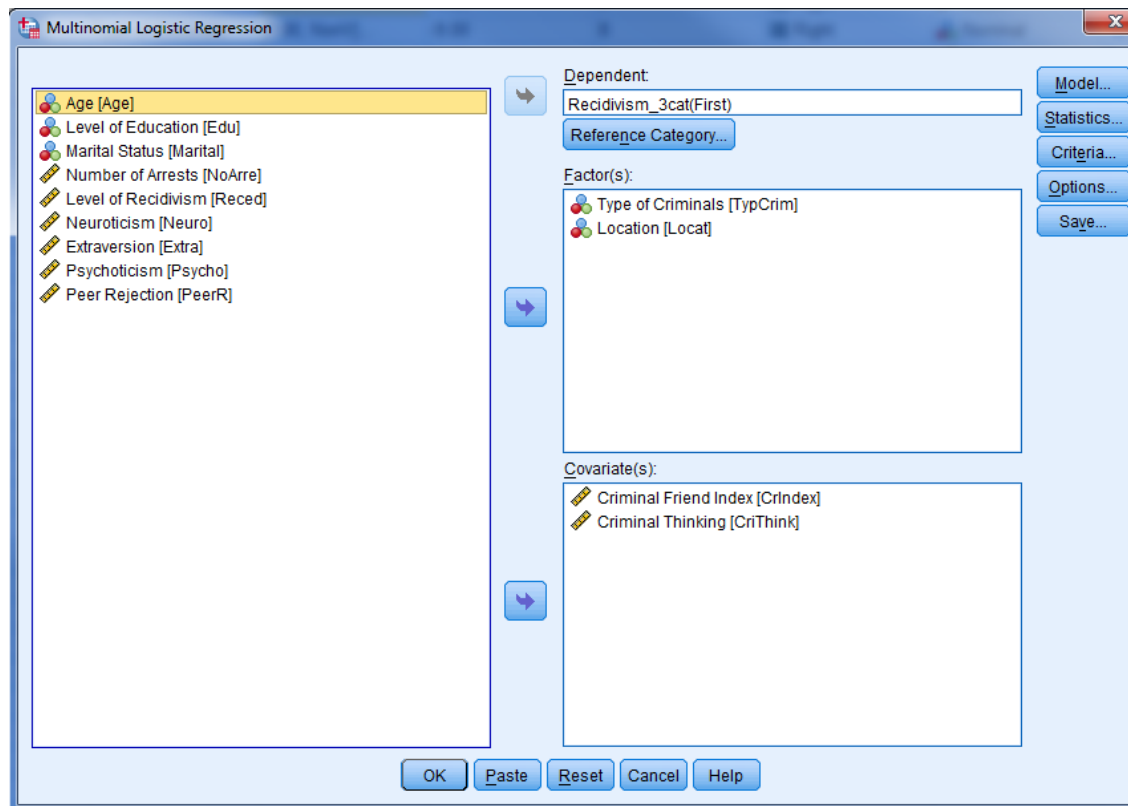 Multinomial Logistic Regression
Age [Age]
Level of Education [Edu]
Marital Status [Marital]
Number of Arrests [NoArre]
Level of Recidivism [Reced]
Neuroticism [Neuro]
Extraversion [Extra]
Psychoticism [Psycho]
Peer Rejection [PeerR]
Dependent:
Recidivism_3cat(First)
Reference Category...
Factor(s):
Type of Criminals [TypCrim]
Location [Locat]
Covariate(s):
Criminal Friend Index [CrIndex]
Criminal Thinking [CriThink]
Model...
Statistics...
Criteria...
Options...
Save...
OK Paste Reset Cancel Help